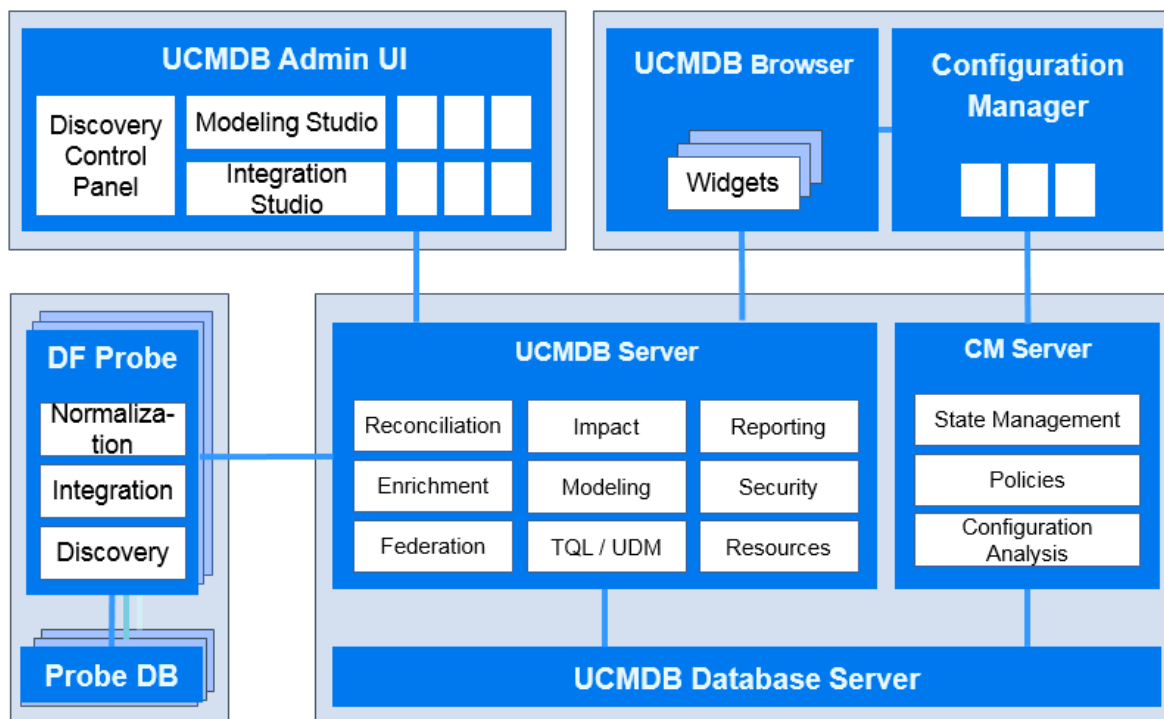 UCMDB Admin UI
Discovery
Control
Panel
Modeling Studio
Integration
Studio
UCMDB Browser
Widgets
Configuration
Manager
DF Probe
Normaliza-
tion
Integration
Discovery
Probe DB
UCMDB Server
Reconciliation
Impact
Reporting
Enrichment
Modeling
Security
Federation
TQL / UDM
Resources
CM Server
State Management
Policies
Configuration
Analysis
UCMDB Database Server